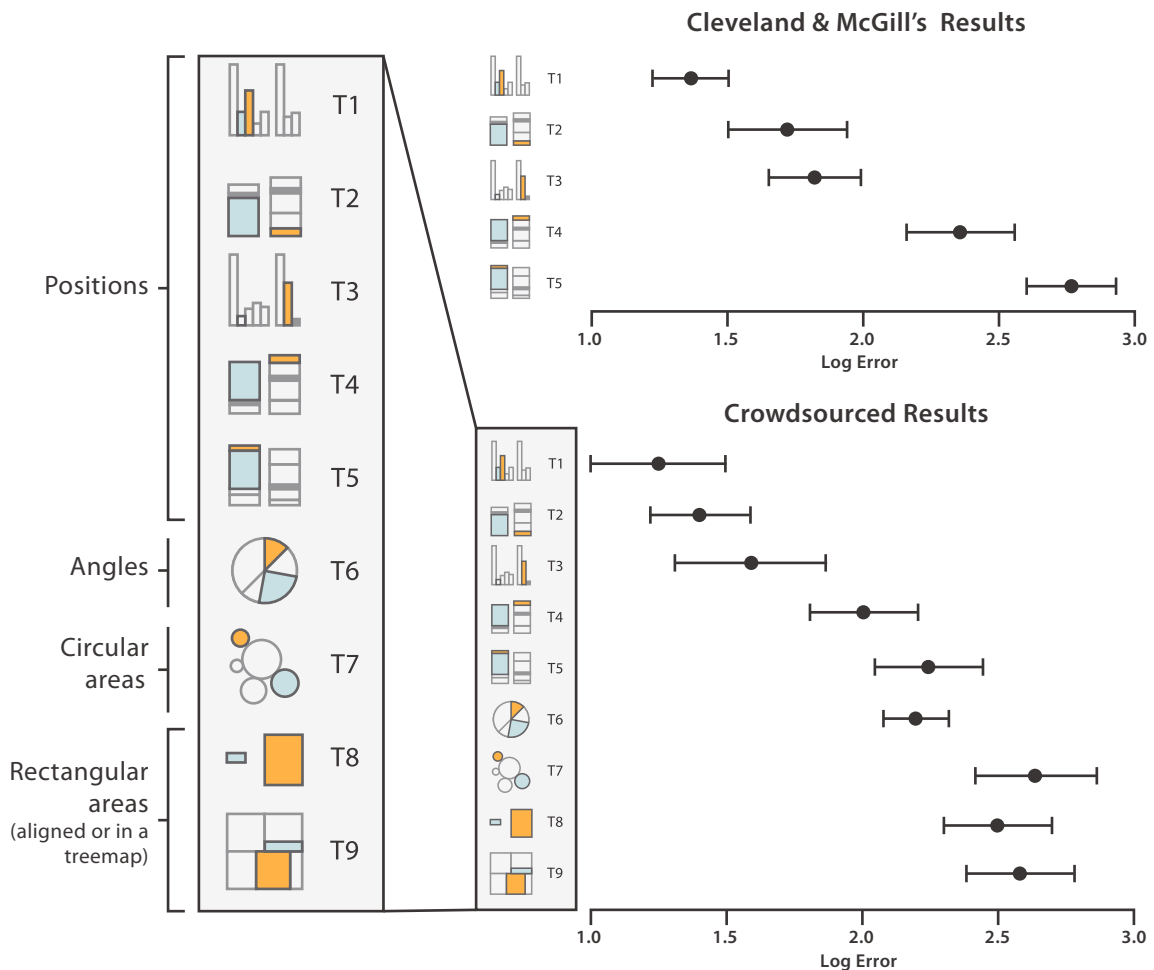 Cleveland & McGill's Results
T1
T2
T3
T4
T5
1.0 1.5 2.0 2.5 3.0
Log Error
Positions
T1
T2
T3
T4
T5
Angles
T6
Circular
areas
T7
Rectangular
areas
(aligned or in a
treemap)
T8
T9
Crowdsourced Results
T1
T2
T3
T4
T5
T6
T7
T8
T9
1.0 1.5 2.0 2.5 3.0
Log Error